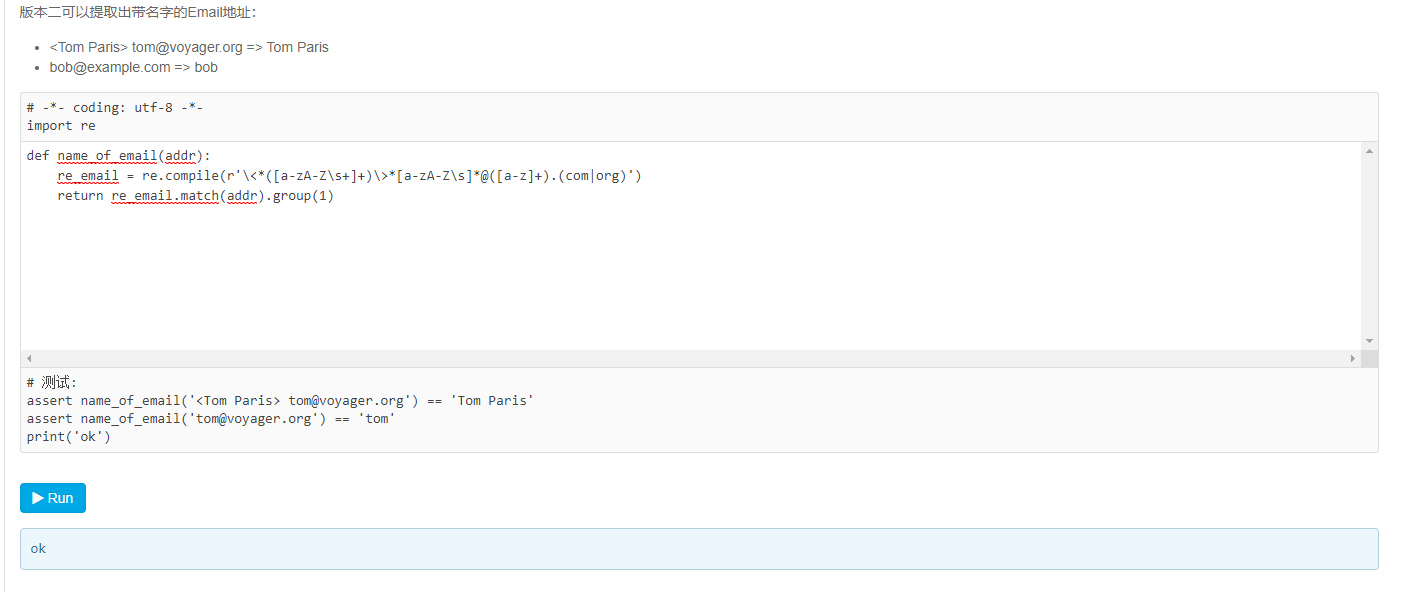 版本二可以提取出带名字的Email地址:
<Tom Paris> tom@voyager.org => Tom Paris
bob@example.com => bob
# -*- coding: utf-8 -*-
import re
def name_of_email(addr):
    re_email = re.compile(r'\<*([a-zA-Z\s+]+)\>*[a-zA-Z\s]*@([a-z]+).(com|org)')
    return re_email.match(addr).group(1)
# 测试:
assert name_of_email('<Tom Paris> tom@voyager.org') == 'Tom Paris'
assert name_of_email('tom@voyager.org') == 'tom'
print('ok')
Run
ok